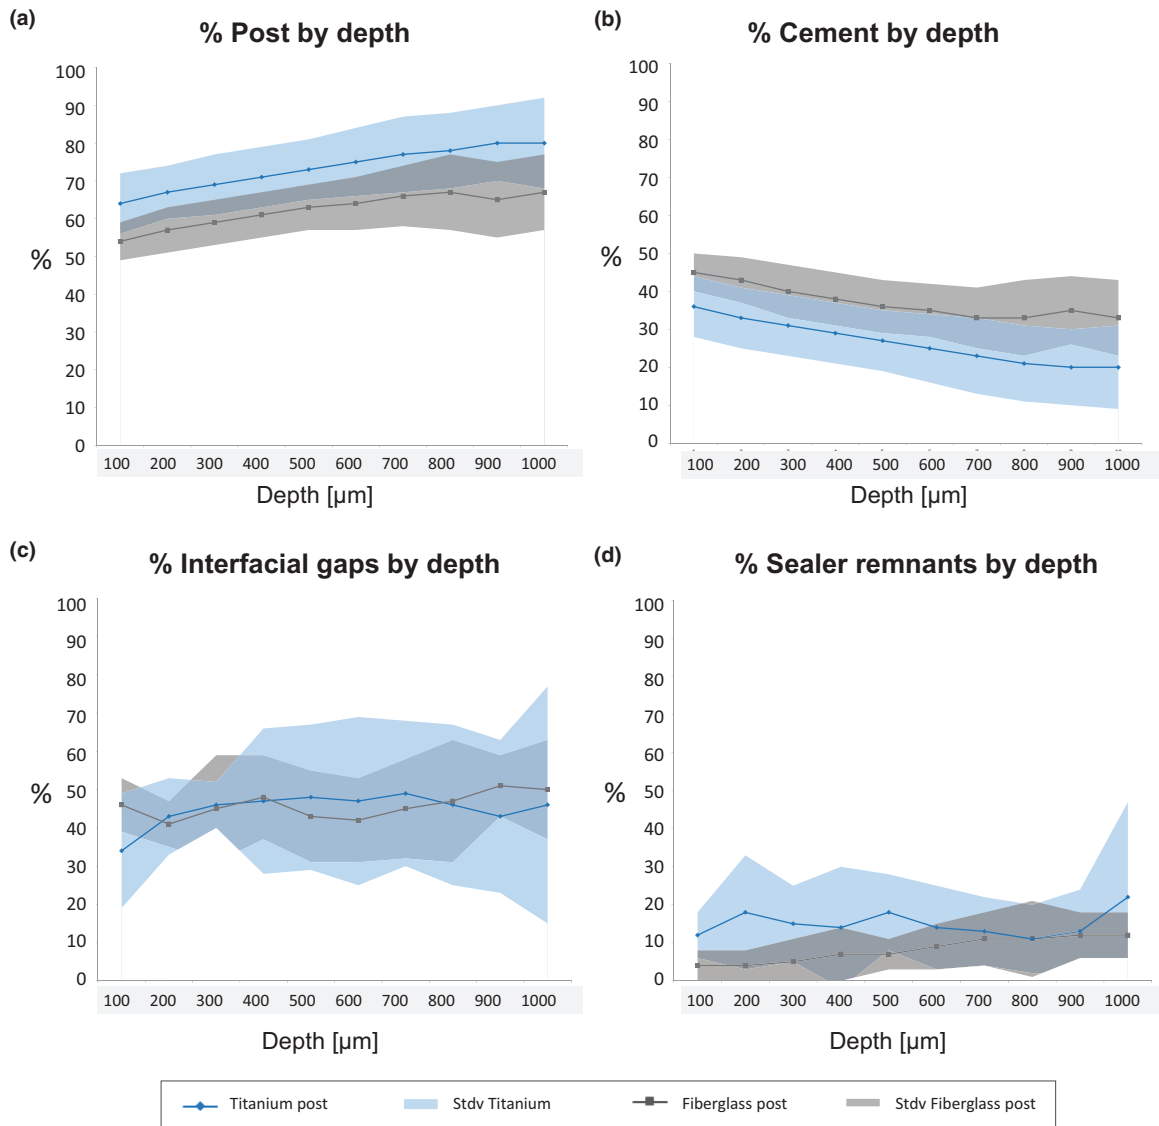 (a)
% Post by depth
100
90
80
70
60
50
40
30
20
10
0
%
100 200 300 400 500 600 700 800 900 1000
Depth [µm]
(b)
% Cement by depth
100
90
80
70
60
50
40
30
20
10
0
%
100 200 300 400 500 600 700 800 900 1000
Depth [µm]
(c)
% Interfacial gaps by depth
100
90
80
70
60
50
40
30
20
10
0
%
100 200 300 400 500 600 700 800 900 1000
Depth [µm]
(d)
% Sealer remnants by depth
100
90
80
70
60
50
40
30
20
10
0
%
100 200 300 400 500 600 700 800 900 1000
Depth [µm]
Titanium post Stdv Titanium Fiberglass post Stdv Fiberglass post